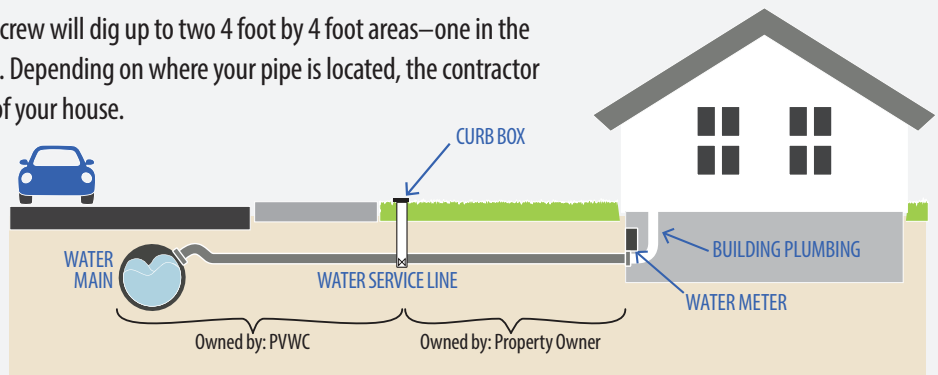 crew will dig up to two 4 foot by 4 foot areas–one in the
. Depending on where your pipe is located, the contractor
of your house.
CURB BOX
WATER
MAIN
WATER SERVICE LINE
BUILDING PLUMBING
WATER METER
Owned by: PVWC
Owned by: Property Owner